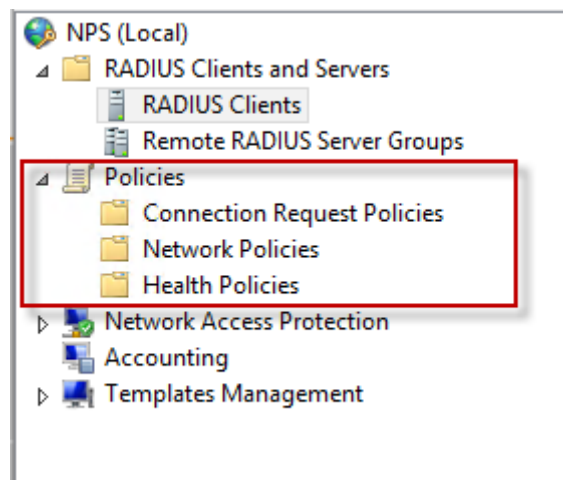 NPS (Local)
RADIUS Clients and Servers
RADIUS Clients
Remote RADIUS Server Groups
Policies
Connection Request Policies
Network Policies
Health Policies
Network Access Protection
Accounting
Templates Management